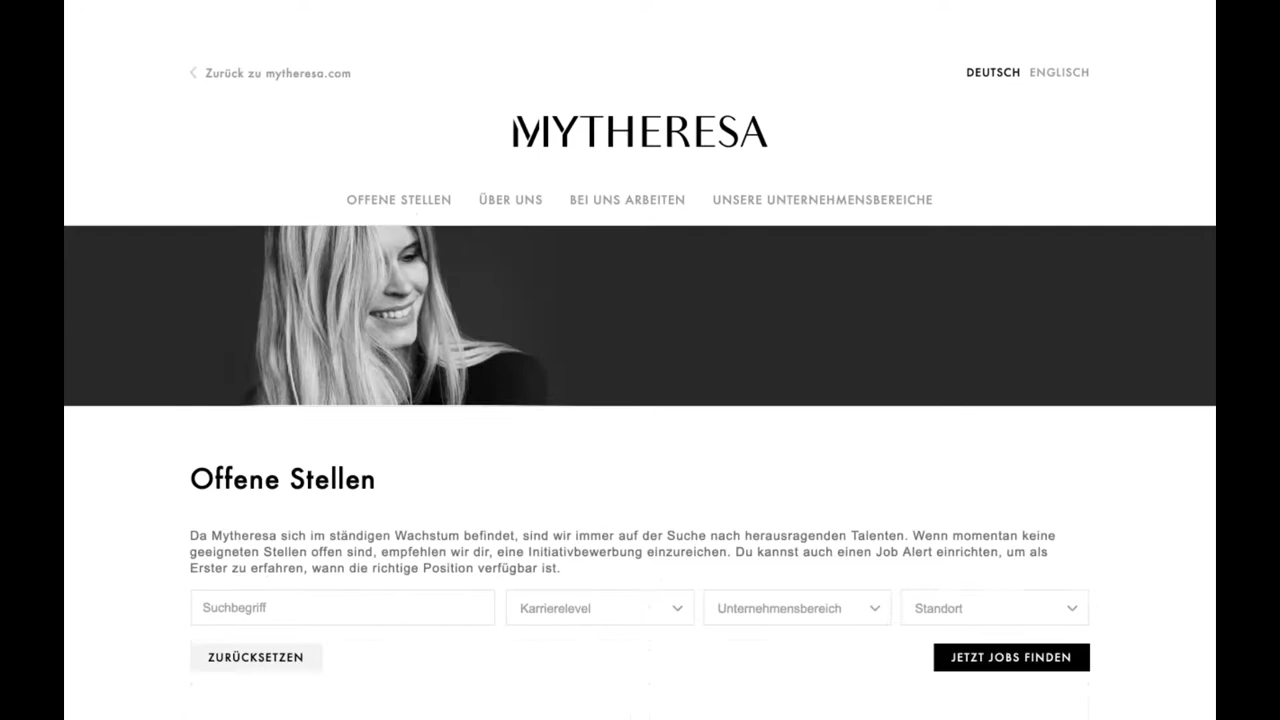 Zurück zu mytheresa.com
DEUTSCH ENGLISCH
MYTHERESA
OFFENE STELLEN ÜBER UNS BEI UNS ARBEITEN UNSERE UNTERNEHMENSBEREICHE
Offene Stellen
Da Mytheresa sich im ständigen Wachstum befindet, sind wir immer auf der Suche nach herausragenden Talenten. Wenn momentan keine
geeigneten Stellen offen sind, empfehlen wir dir, eine Initiativbewerbung einzureichen. Du kannst auch einen Job Alert einrichten, um als
Erster zu erfahren, wann die richtige Position verfügbar ist.
Suchbegriff Karrierelevel Unternehmensbereich Standort
ZURÜCKSETZEN JETZT JOBS FINDEN